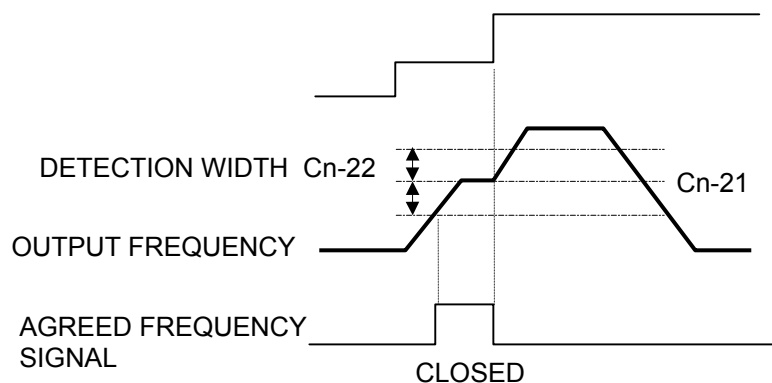 DETECTION WIDTH Cn-22
Cn-21
OUTPUT FREQUENCY
AGREED FREQUENCY
SIGNAL
CLOSED